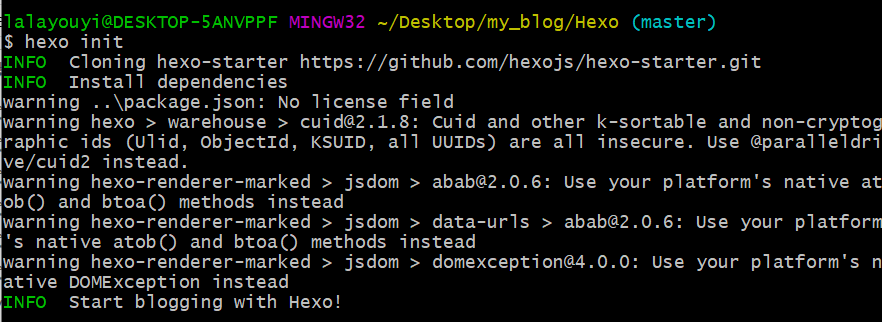 lalayouyi@DESKTOP-5ANVPPF MINGW32 ~/Desktop/my_blog/Hexo (master)
$ hexo init
INFO  Cloning hexo-starter https://github.com/hexojs/hexo-starter.git
INFO  Install dependencies
warning ..\package.json: No license field
warning hexo > warehouse > cuid@2.1.8: Cuid and other k-sortable and non-cryptog
raphic ids (Ulid, ObjectId, KSUID, all UUIDs) are all insecure. Use @paralleldri
ve/cuid2 instead.
warning hexo-renderer-marked > jsdom > abab@2.0.6: Use your platform's native at
ob() and btoa() methods instead
warning hexo-renderer-marked > jsdom > data-urls > abab@2.0.6: Use your platform
's native atob() and btoa() methods instead
warning hexo-renderer-marked > jsdom > domexception@4.0.0: Use your platform's n
ative DOMException instead
INFO  Start blogging with Hexo!